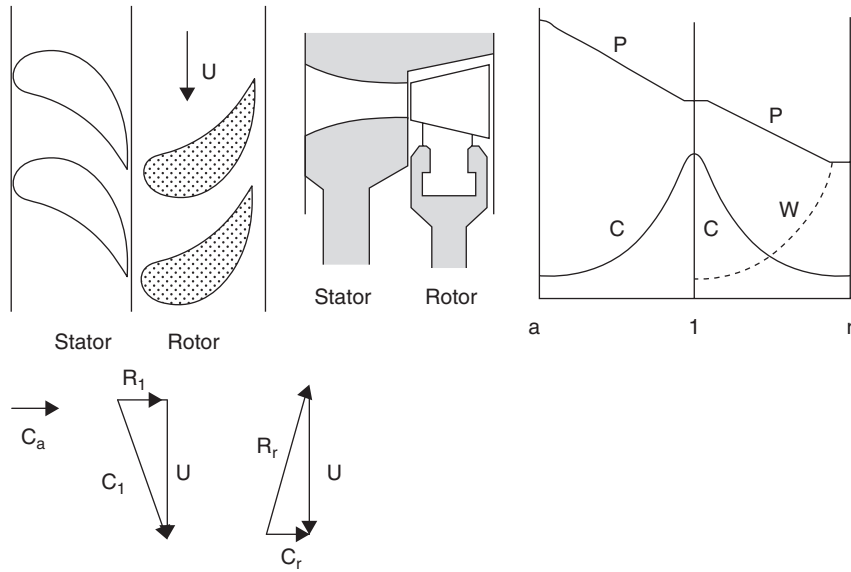 U
Stator Rotor
Stator Rotor
P
P
C C W
a 1 r
C₁ R₁ U
Cₐ
Rᵣ U
Cᵣ